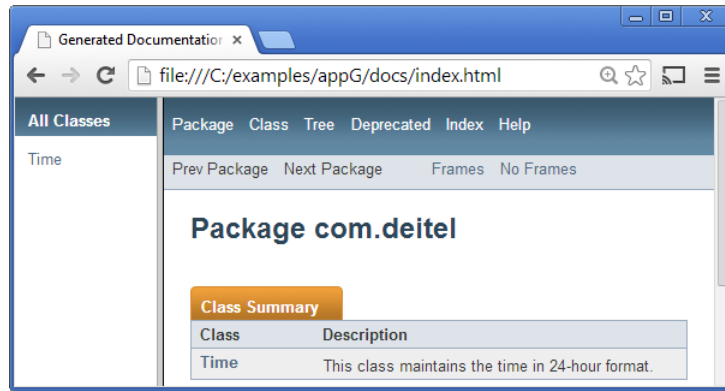 Generated Documentation
file:///C:/examples/appG/docs/index.html
All Classes
Time
Package Class Tree Deprecated Index Help
Prev Package Next Package Frames No Frames
Package com.deitel
Class Summary
Class Description
Time This class maintains the time in 24-hour format.